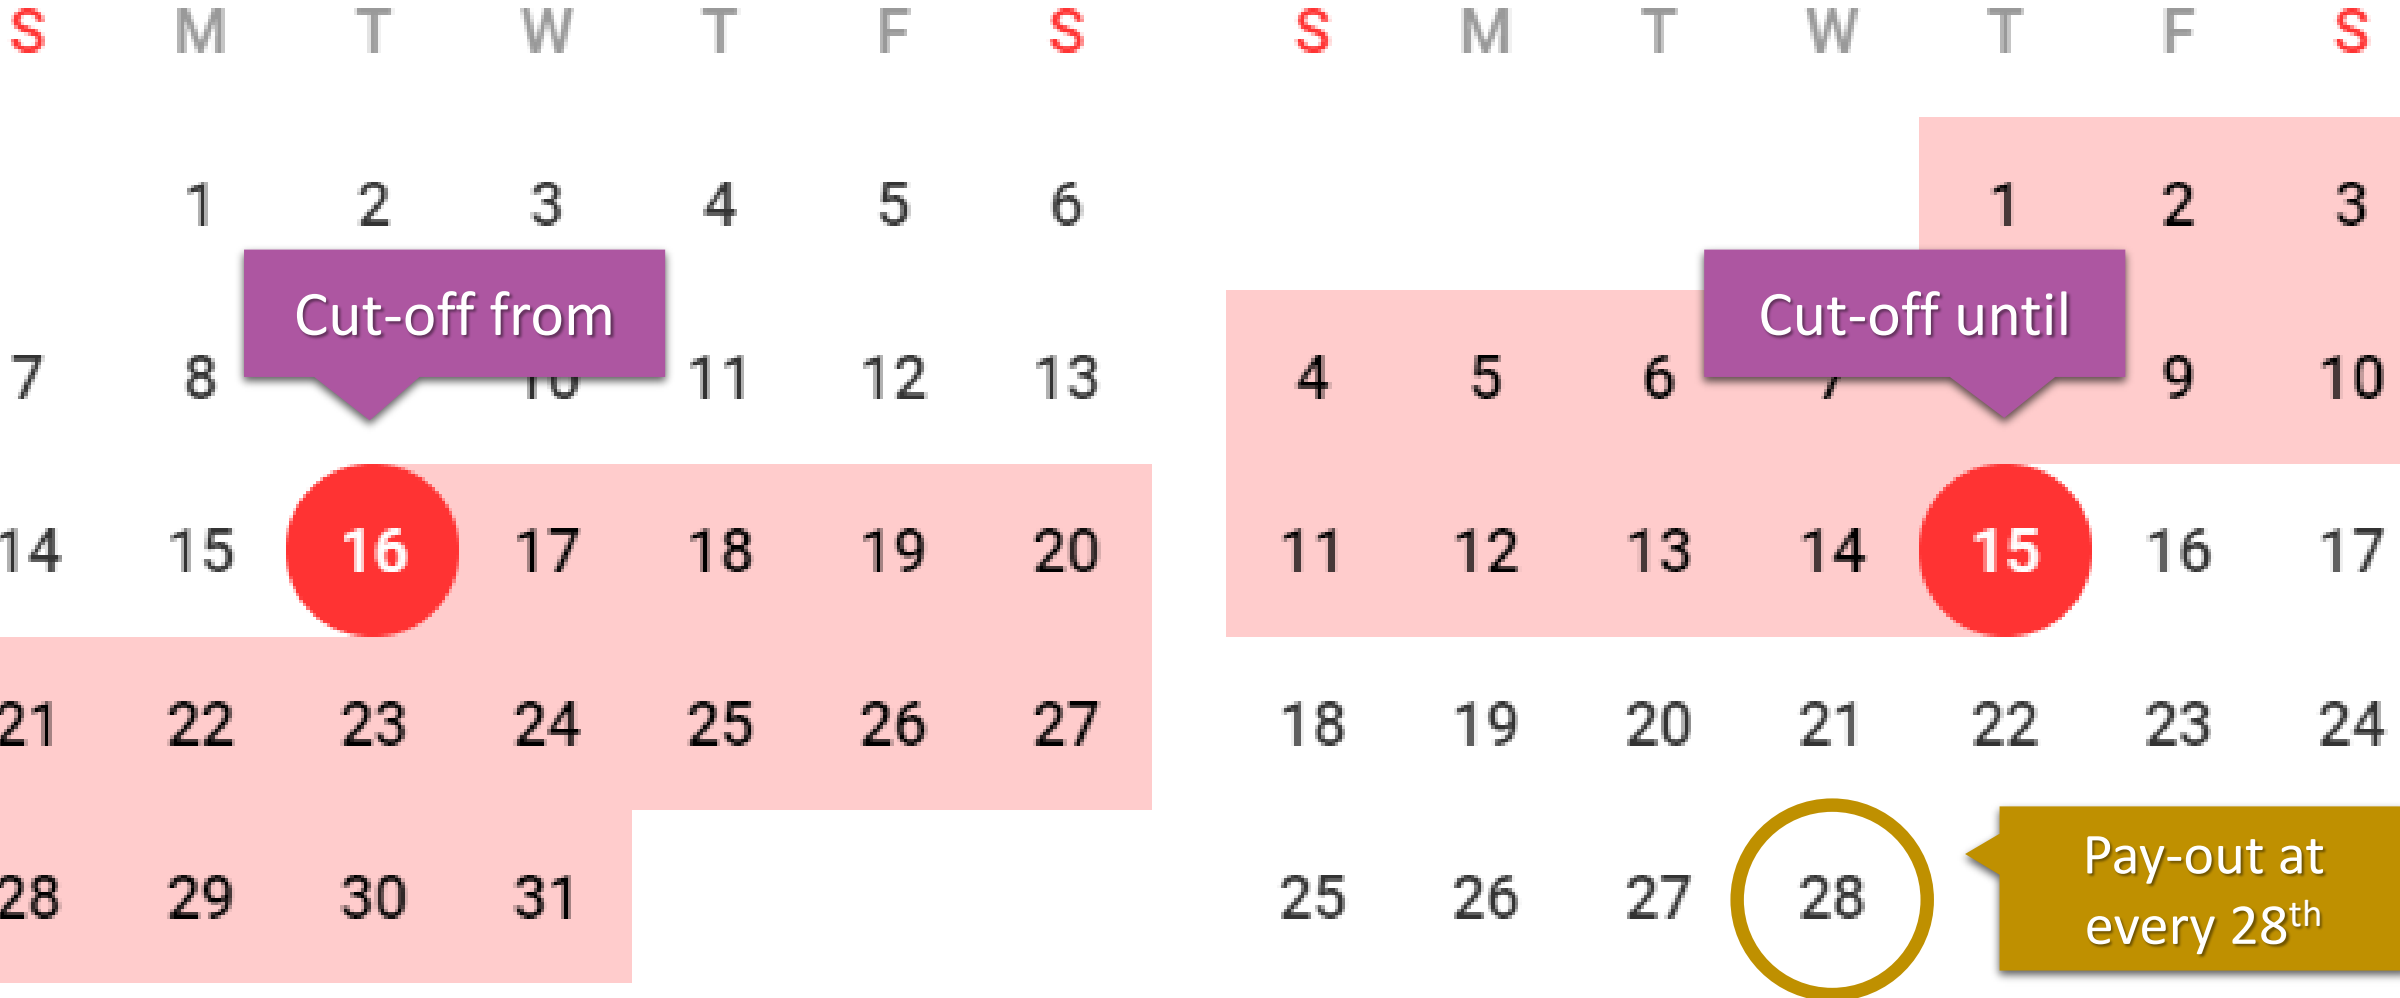 S M T W T F S
1 2 3 4 5 6
Cut-off from
7 8 10 11 12 13
14 15 16 17 18 19 20
21 22 23 24 25 26 27
28 29 30 31
S M T W T F S
1 2 3
Cut-off until
4 5 6 7 9 10
11 12 13 14 15 16 17
18 19 20 21 22 23 24
25 26 27 28
Pay-out at
every 28th